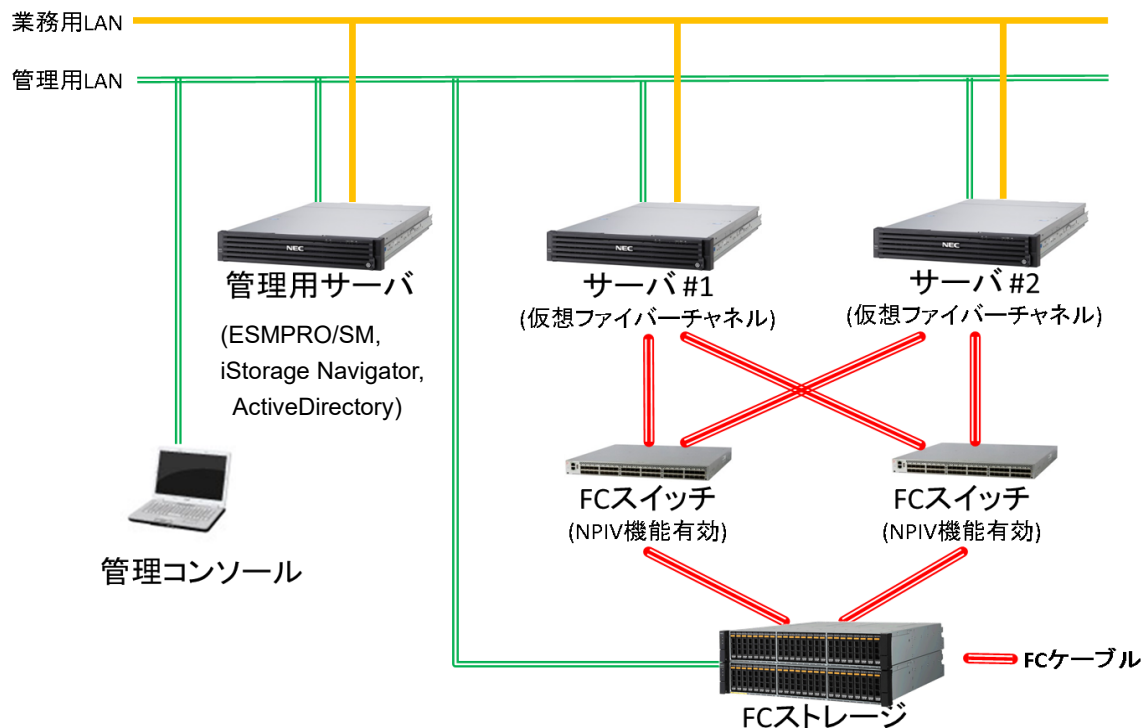 業務用LAN
管理用LAN
NEC
NEC
NEC
管理用サーバ
(ESMPRO/SM,
iStorage Navigator,
ActiveDirectory)
サーバ #1
(仮想ファイバーチャネル)
サーバ #2
(仮想ファイバーチャネル)
FCスイッチ
(NPIV機能有効)
FCスイッチ
(NPIV機能有効)
管理コンソール
FCケーブル
FCストレージ